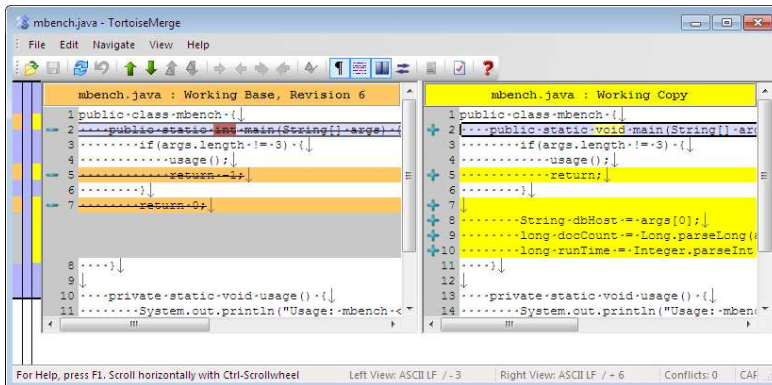 mbench.java - TortoiseMerge
File Edit Navigate View Help
mbench.java : Working Base, Revision 6
1 public class mbench {
2 public static int main(String[] args) {
3 if(args.length != 3) {
4 usage();
5 return -1;
6 }
7 return 0;
8 }
9
10 private static void usage() {
11 System.out.println("Usage: mbench <
mbench.java : Working Copy
1 public class mbench {
2 public static void main(String[] arg
3 if(args.length != 3) {
4 usage();
5 return;
6 }
7
8 String dbHost = args[0];
9 long docCount = Long.parseLong(a
10 long runTime = Integer.parseInt
11 }
12
13 private static void usage() {
14 System.out.println("Usage: mben
For Help, press F1. Scroll horizontally with Ctrl-Scrollwheel Left View: ASCII LF / - 3 Right View: ASCII LF / + 6 Conflicts: 0 CAP